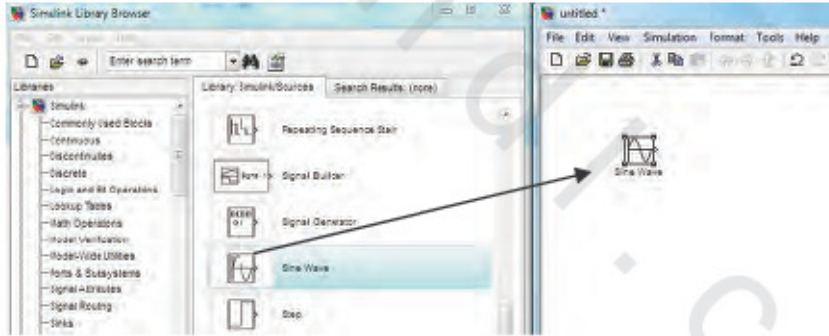 Simulink Library Browser
Enter search term
Libraries
Library: Simulink/Sources
Search Results: (none)
Simulink
Commonly Used Blocks
Continuous
Discontinuities
Discrete
Logic and Bit Operations
Lookup Tables
Math Operations
Model Verification
Model-Wide Utilities
Ports & Subsystems
Signal Attributes
Signal Routing
Sinks
Repeating Sequence Stair
Signal Builder
Signal Generator
Sine Wave
Step
untitled *
File Edit View Simulation Format Tools Help
Sine Wave